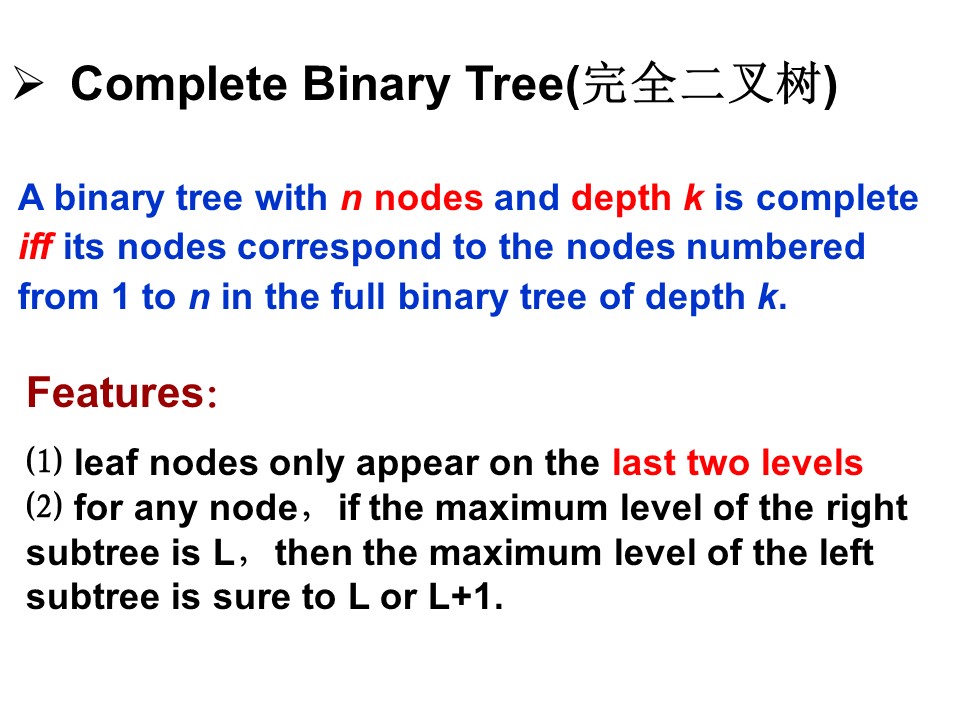 ➢ Complete Binary Tree(完全二叉树)
A binary tree with n nodes and depth k is complete
iff its nodes correspond to the nodes numbered
from 1 to n in the full binary tree of depth k.
Features：
⑴ leaf nodes only appear on the last two levels
⑵ for any node，if the maximum level of the right
subtree is L，then the maximum level of the left
subtree is sure to L or L+1.